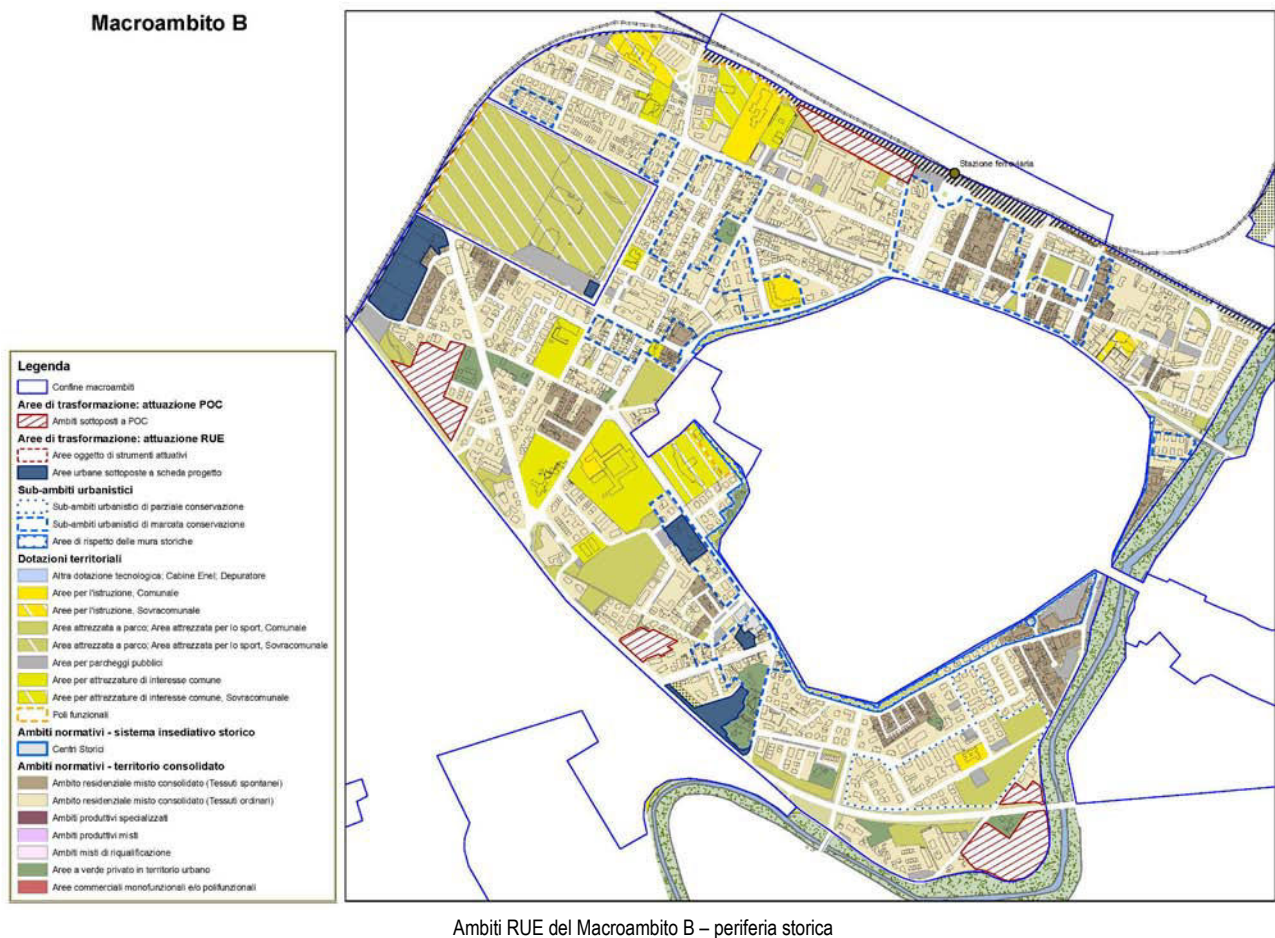 Macroambito B
Stazione ferroviaria
Legenda
Confine macroambiti
Aree di trasformazione: attuazione POC
Ambiti sottoposti a POC
Aree di trasformazione: attuazione RUE
Aree oggetto di strumenti attuativi
Aree urbane sottoposte a scheda progetto
Sub-ambiti urbanistici
Sub-ambiti urbanistici di parziale conservazione
Sub-ambiti urbanistici di marcata conservazione
Aree di rispetto delle mura storiche
Dotazioni territoriali
Altra dotazione tecnologica; Cabine Enel; Depuratore
Aree per l'istruzione, Comunale
Aree per l'istruzione, Sovracomunale
Area attrezzata a parco; Area attrezzata per lo sport, Comunale
Area attrezzata a parco; Area attrezzata per lo sport, Sovracomunale
Area per parcheggi pubblici
Aree per attrezzature di interesse comune
Aree per attrezzature di interesse comune, Sovracomunale
Poli funzionali
Ambiti normativi - sistema insediativo storico
Centri Storici
Ambiti normativi - territorio consolidato
Ambito residenziale misto consolidato (Tessuti spontanei)
Ambito residenziale misto consolidato (Tessuti ordinari)
Ambiti produttivi specializzati
Ambiti produttivi misti
Ambiti misti di riqualificazione
Aree a verde privato in territorio urbano
Aree commerciali monofunzionali e/o polifunzionali
Ambiti RUE del Macroambito B – periferia storica